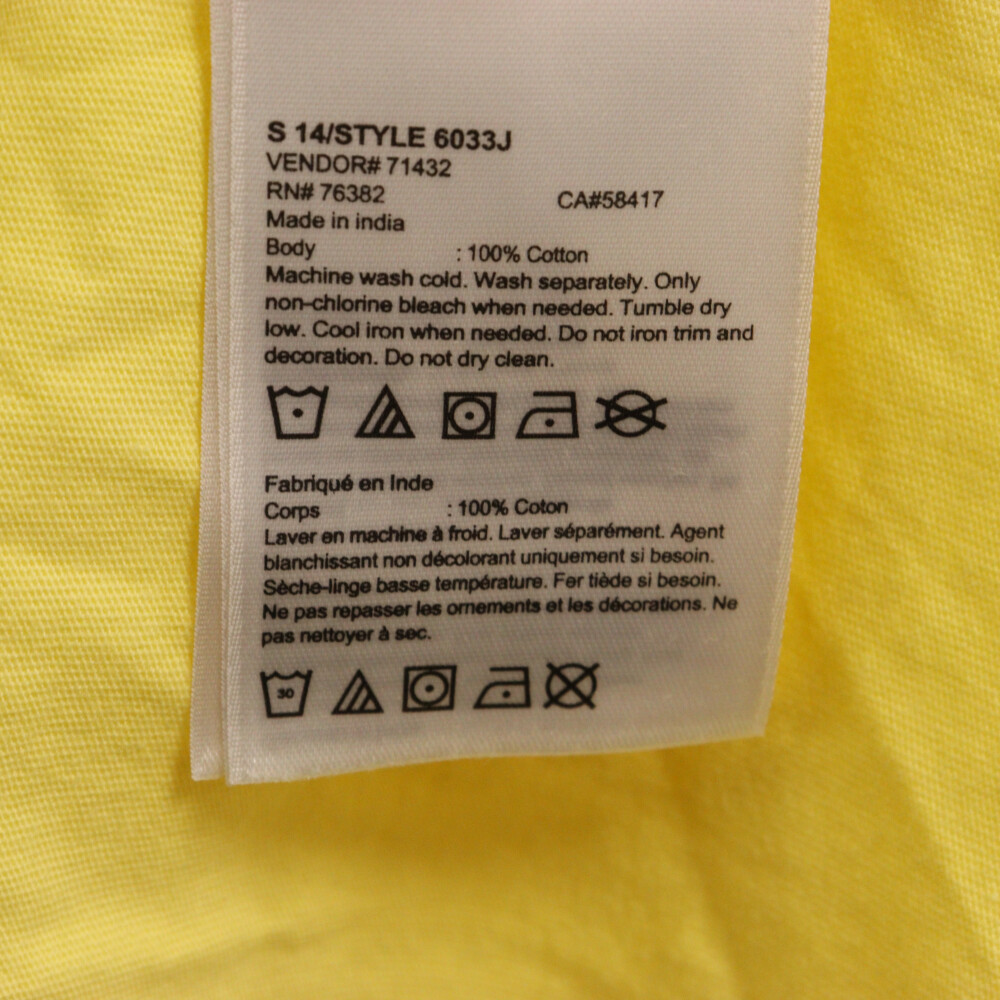 S 14/STYLE 6033J
VENDOR# 71432
RN# 76382 CA#58417
Made in india
Body : 100% Cotton
Machine wash cold. Wash separately. Only
non-chlorine bleach when needed. Tumble dry
low. Cool iron when needed. Do not iron trim and
decoration. Do not dry clean.
Fabriqué en Inde
Corps : 100% Coton
Laver en machine à froid. Laver séparément. Agent
blanchissant non décolorant uniquement si besoin.
Sèche-linge basse température. Fer tiède si besoin.
Ne pas repasser les ornements et les décorations. Ne
pas nettoyer à sec.
30